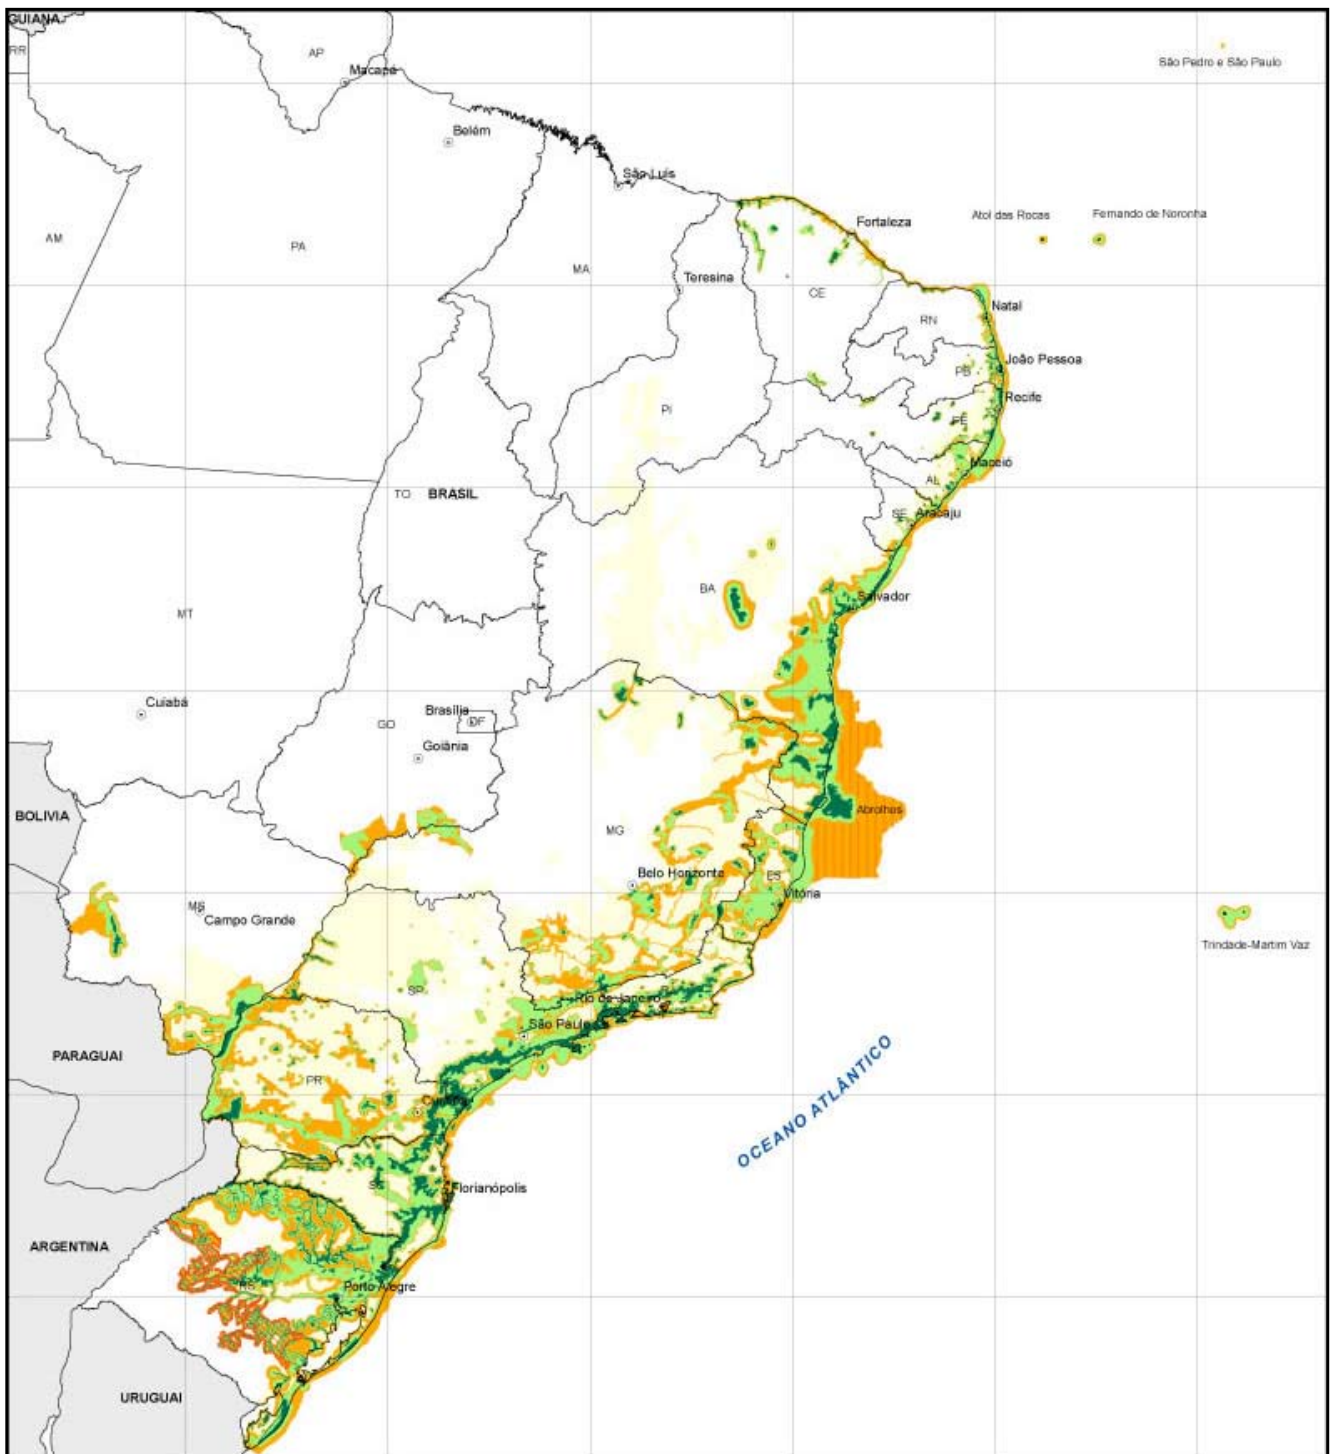 GUIANA
RR
AP
Macapá
São Pedro e São Paulo
Belém
São Luís
Atol das Rocas
Fernando de Noronha
Fortaleza
AM
PA
MA
Teresina
CE
Natal
RN
João Pessoa
PB
Recife
PI
PE
Maceió
AL
TO
BRASIL
SE
Aracaju
BA
Salvador
MT
Cuiabá
Brasília
DF
GO
Goiânia
BOLIVIA
MG
Abrolhos
Belo Horizonte
ES
Vitória
MS
Campo Grande
Trindade-Martim Vaz
SP
RJ
Rio de Janeiro
São Paulo
PARAGUAI
OCEANO ATLÂNTICO
PR
Curitiba
SC
Florianópolis
ARGENTINA
RS
Porto Alegre
URUGUAI